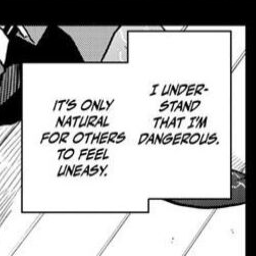 I UNDER-
STAND
THAT I'M
DANGEROUS.
IT'S ONLY
NATURAL
FOR OTHERS
TO FEEL
UNEASY.